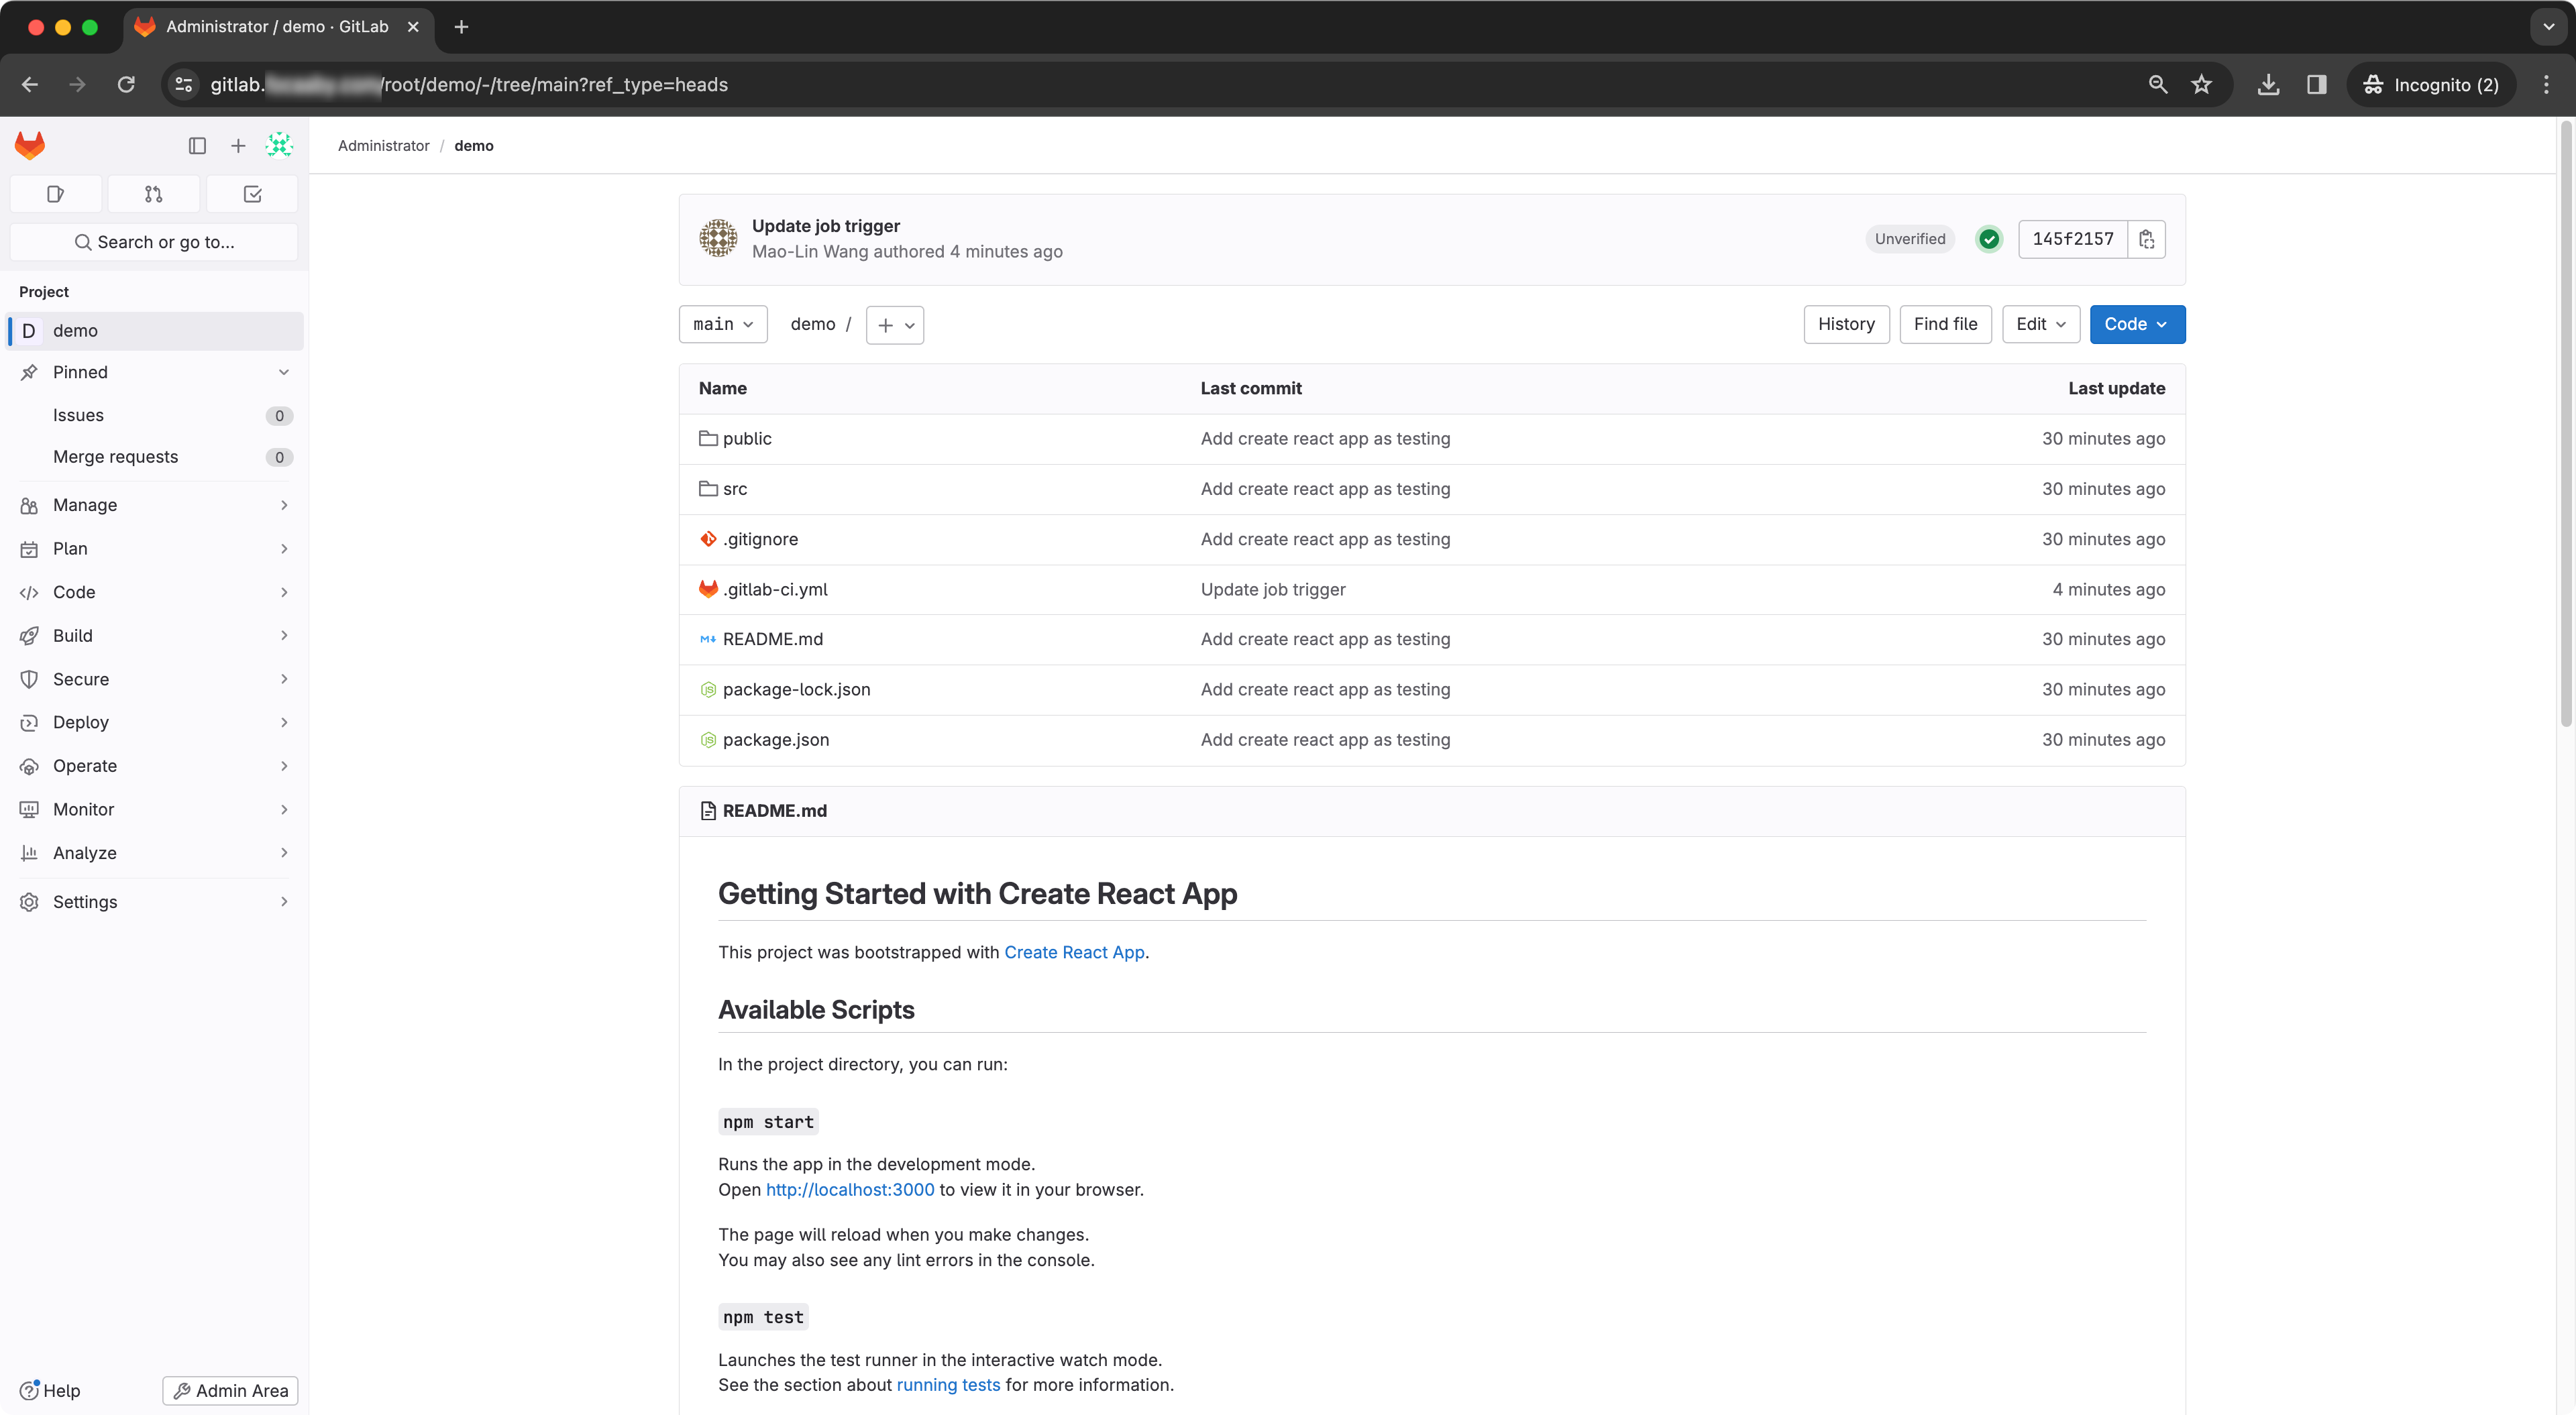 Administrator / demo · GitLab
gitlab. /root/demo/-/tree/main?ref_type=heads
Incognito (2)
Administrator / demo
Search or go to...
Project
D demo
Pinned
Issues 0
Merge requests 0
Manage
Plan
Code
Build
Secure
Deploy
Operate
Monitor
Analyze
Settings
Help
Admin Area
Update job trigger
Mao-Lin Wang authored 4 minutes ago
Unverified
145f2157
main
demo /
History
Find file
Edit
Code
Name Last commit Last update
public Add create react app as testing 30 minutes ago
src Add create react app as testing 30 minutes ago
.gitignore Add create react app as testing 30 minutes ago
.gitlab-ci.yml Update job trigger 4 minutes ago
README.md Add create react app as testing 30 minutes ago
package-lock.json Add create react app as testing 30 minutes ago
package.json Add create react app as testing 30 minutes ago
README.md
Getting Started with Create React App
This project was bootstrapped with Create React App.
Available Scripts
In the project directory, you can run:
npm start
Runs the app in the development mode.
Open http://localhost:3000 to view it in your browser.
The page will reload when you make changes.
You may also see any lint errors in the console.
npm test
Launches the test runner in the interactive watch mode.
See the section about running tests for more information.